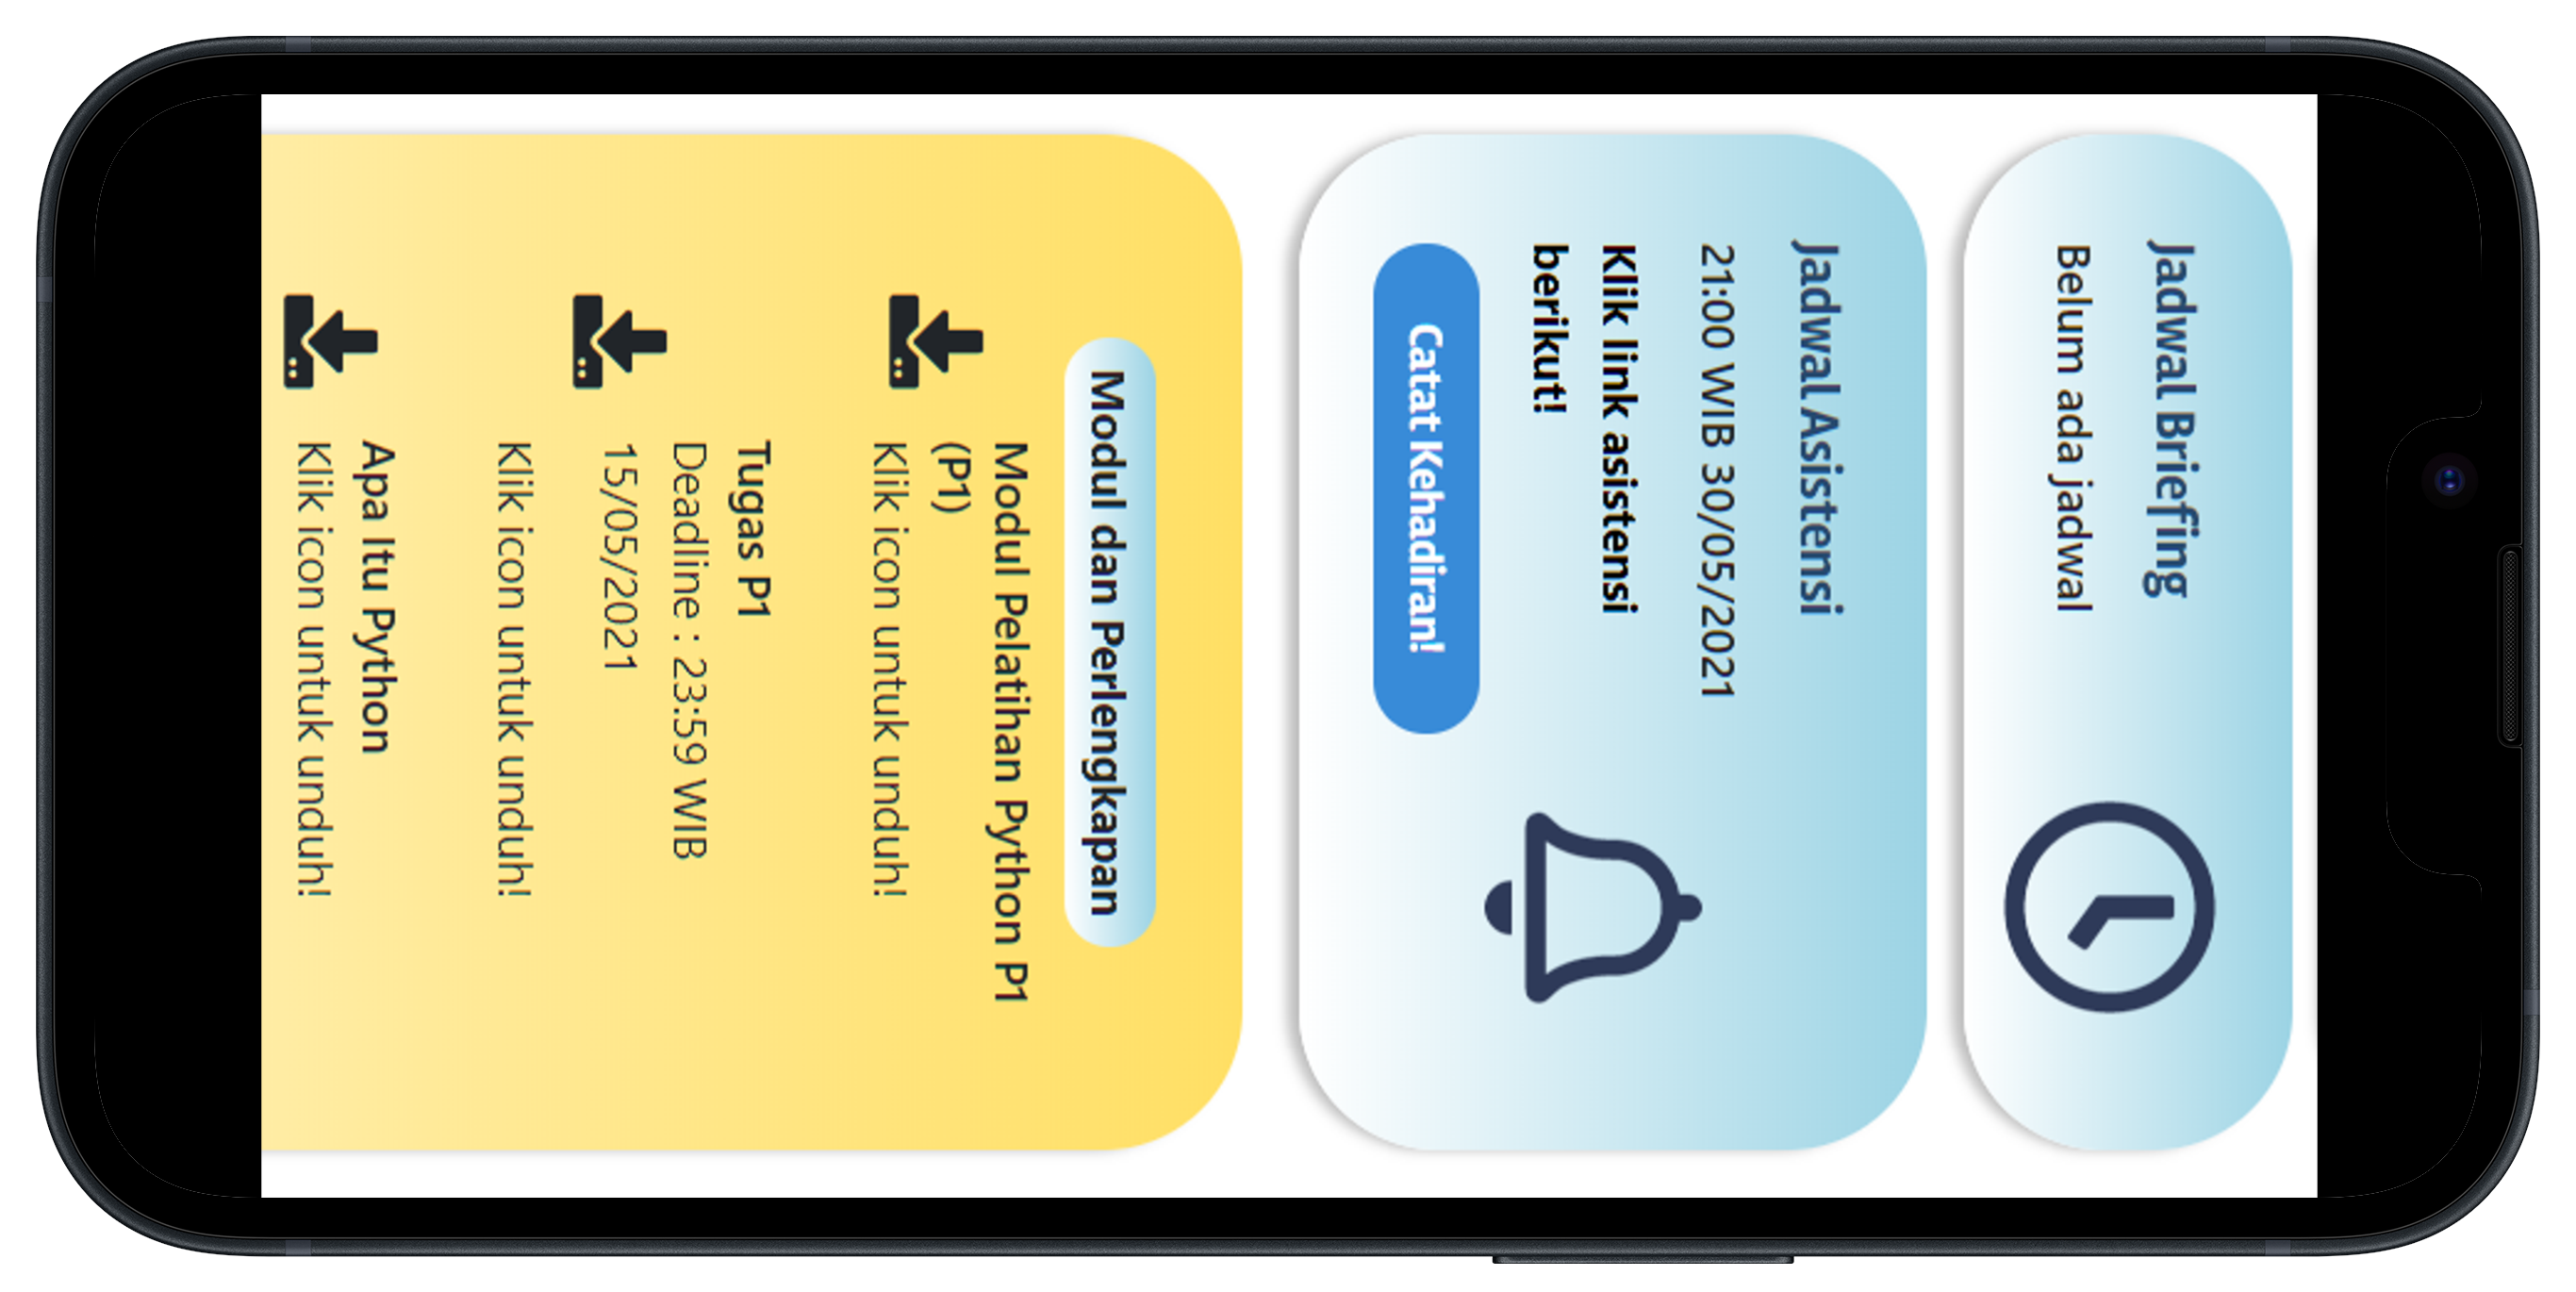 Jadwal Briefing
Belum ada jadwal
Jadwal Asistensi
21:00 WIB 30/05/2021
Klik link asistensi
berikut!
Catat Kehadiran!
Modul dan Perlengkapan
Modul Pelatihan Python P1
(P1)
Klik icon untuk unduh!
Tugas P1
Deadline : 23:59 WIB
15/05/2021
Klik icon untuk unduh!
Apa Itu Python
Klik icon untuk unduh!